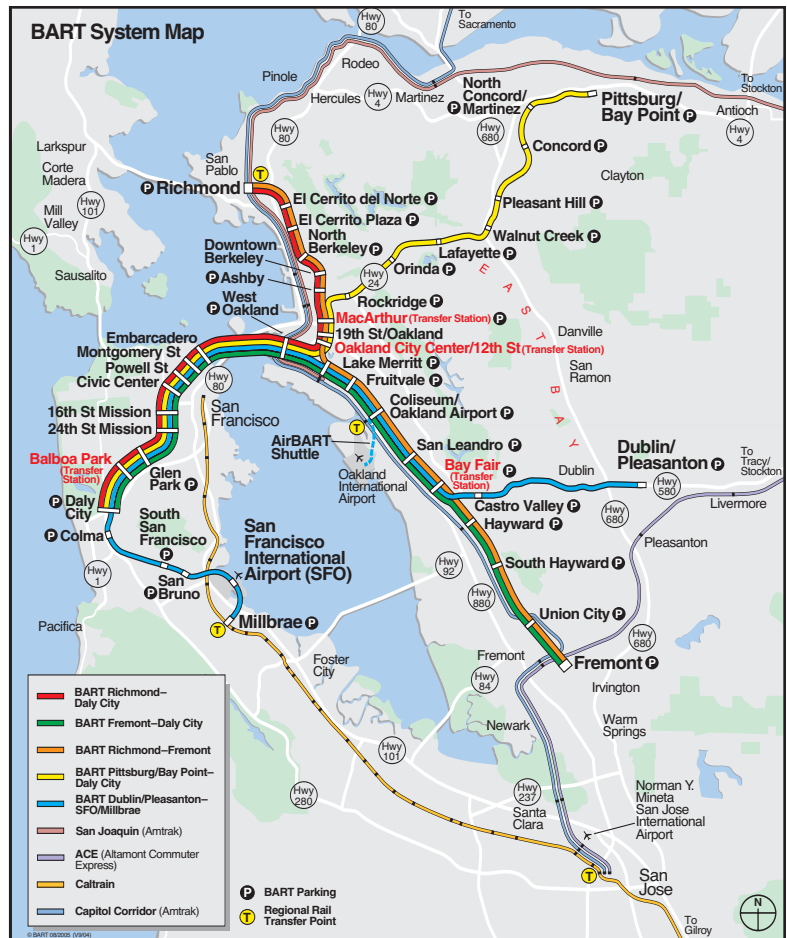 BART System Map
Hwy
80
To
Sacramento
Rodeo
Pinole
Hercules
Hwy
4
Martinez
North
Concord/
Martinez P
Hwy
680
Pittsburg/
Bay Point P
To
Stockton
Antioch
Hwy
4
Hwy
80
Larkspur
Corte
Madera
Hwy
101
Mill
Valley
Hwy
1
Sausalito
San
Pablo
T
P Richmond
Concord P
Clayton
El Cerrito del Norte P
El Cerrito Plaza P
North
Berkeley P
Pleasant Hill P
Walnut Creek P
Lafayette P
Orinda P
Hwy
24
Rockridge P
Downtown
Berkeley
P Ashby
West
P Oakland
MacArthur (Transfer Station) P
19th St/Oakland
Oakland City Center/12th St (Transfer Station)
EAST BAY
Danville
San
Ramon
Embarcadero
Montgomery St
Powell St
Civic Center
Hwy
80
16th St Mission
24th St Mission
San
Francisco
Lake Merritt P
Fruitvale P
Coliseum/
Oakland Airport P
T
AirBART
Shuttle
Oakland
International
Airport
San Leandro P
Bay Fair P
(Transfer
Station)
Dublin
Dublin/
Pleasanton P
To
Tracy/
Stockton
Hwy
580
Livermore
Hwy
680
Pleasanton
Castro Valley P
Hayward P
Balboa Park
(Transfer
Station)
Glen
Park P
P Daly
City
P Colma
South
San
Francisco
P
San
P Bruno
San
Francisco
International
Airport (SFO)
Hwy
1
Pacifica
T
Millbrae P
Hwy
92
Hwy
880
South Hayward P
Union City P
Fremont P
Hwy
680
Fremont
Hwy
84
Irvington
Newark
Warm
Springs
Foster
City
Hwy
101
Hwy
280
Hwy
237
Santa
Clara
Norman Y.
Mineta
San Jose
International
Airport
T
San
Jose
To
Gilroy
N
BART Richmond–
Daly City
BART Fremont–Daly City
BART Richmond–Fremont
BART Pittsburg/Bay Point–
Daly City
BART Dublin/Pleasanton–
SFO/Millbrae
San Joaquin (Amtrak)
ACE (Altamont Commuter
Express)
Caltrain
Capitol Corridor (Amtrak)
P BART Parking
T Regional Rail
Transfer Point
© BART 08/2005 (V9/04)